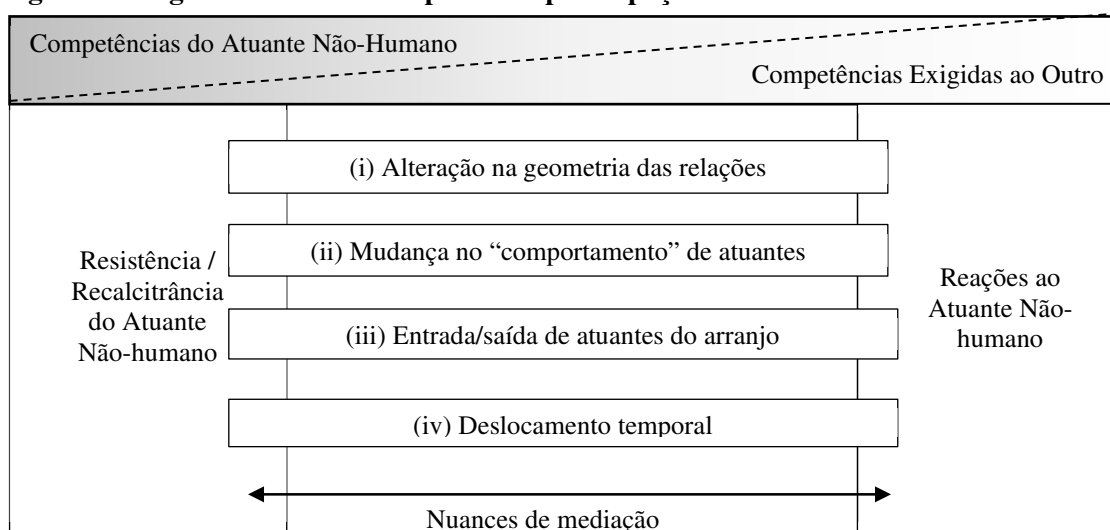 Competências do Atuante Não-Humano
Competências Exigidas ao Outro
(i) Alteração na geometria das relações
(ii) Mudança no “comportamento” de atuantes
(iii) Entrada/saída de atuantes do arranjo
(iv) Deslocamento temporal
Resistência /
Recalcitrância
do Atuante
Não-humano
Reações ao
Atuante Não-
humano
Nuances de mediação